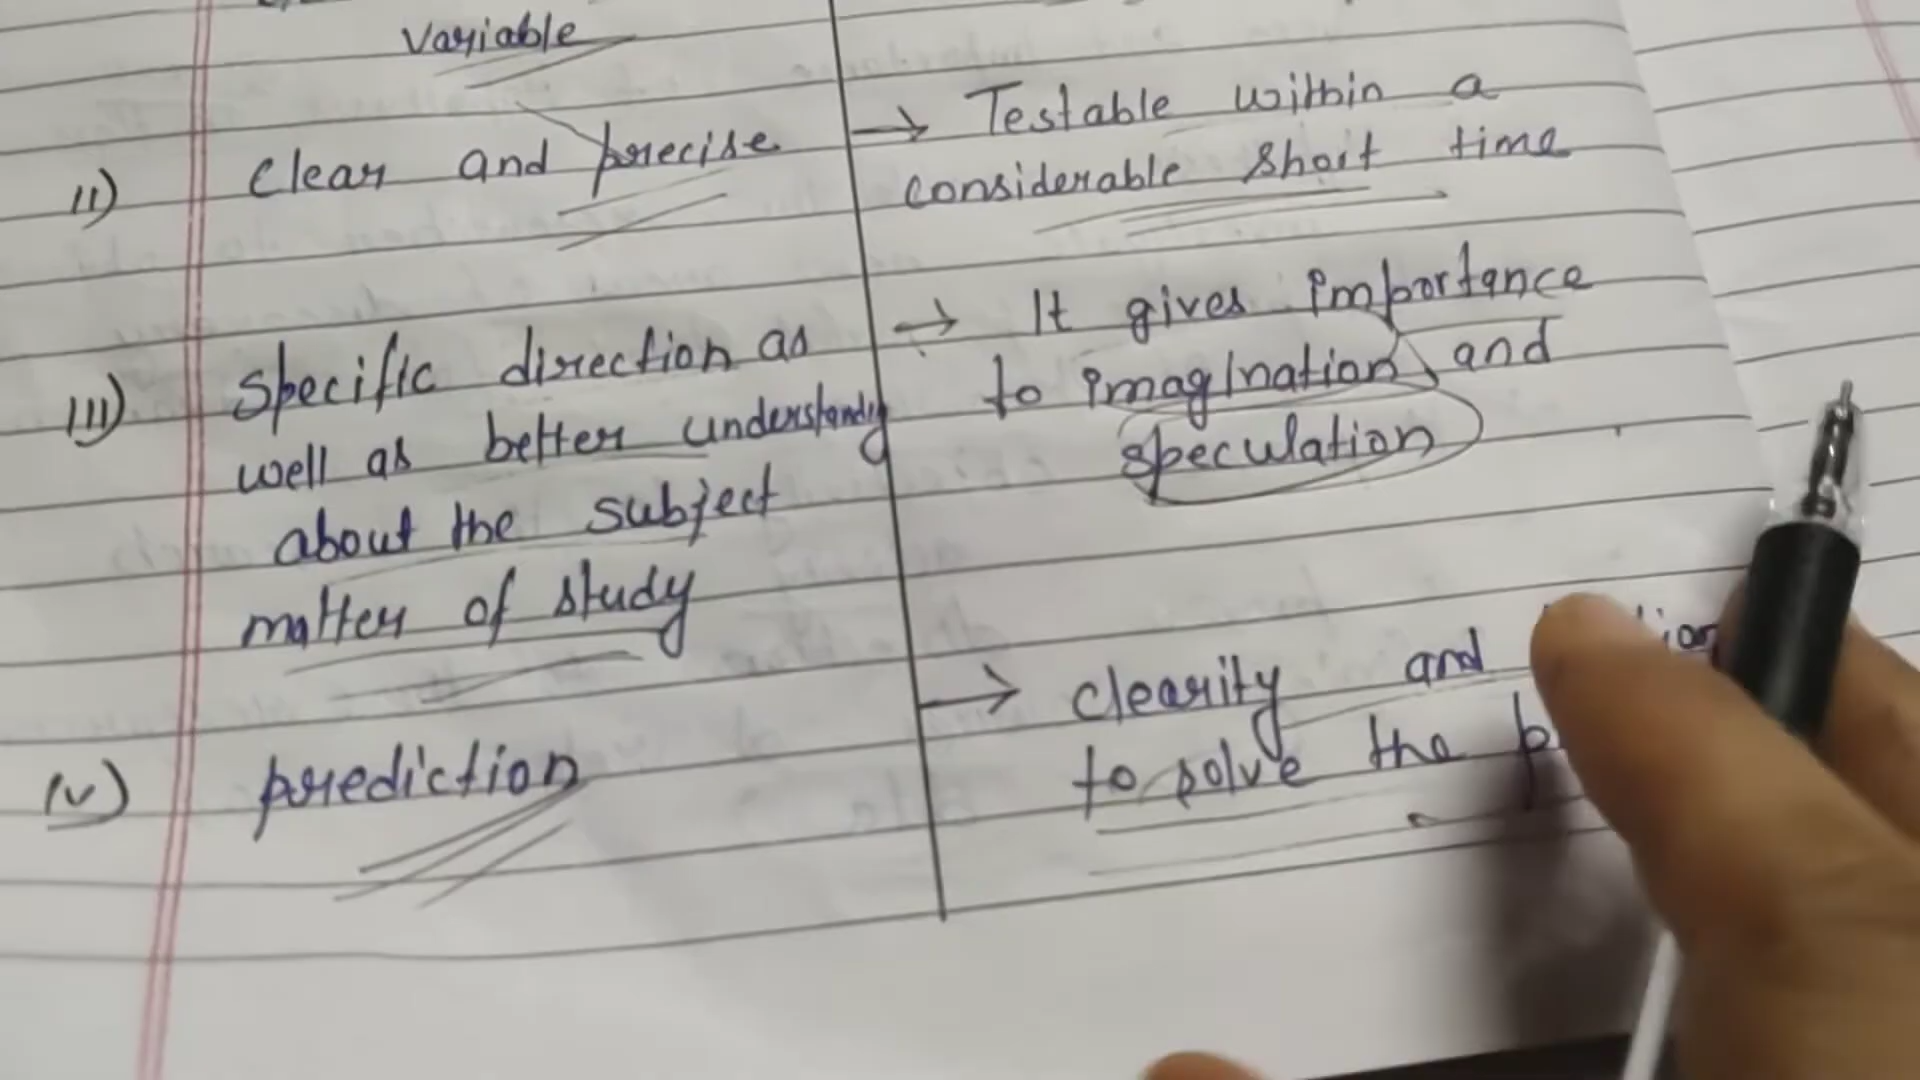 Variable
II) Clear and precise
III) Specific direction as
well as better understandig
about the subject
matter of study
IV) prediction
→ Testable within a
considerable short time
→ It gives importance
to imagination, and
speculation
→ clearity and
to solve the